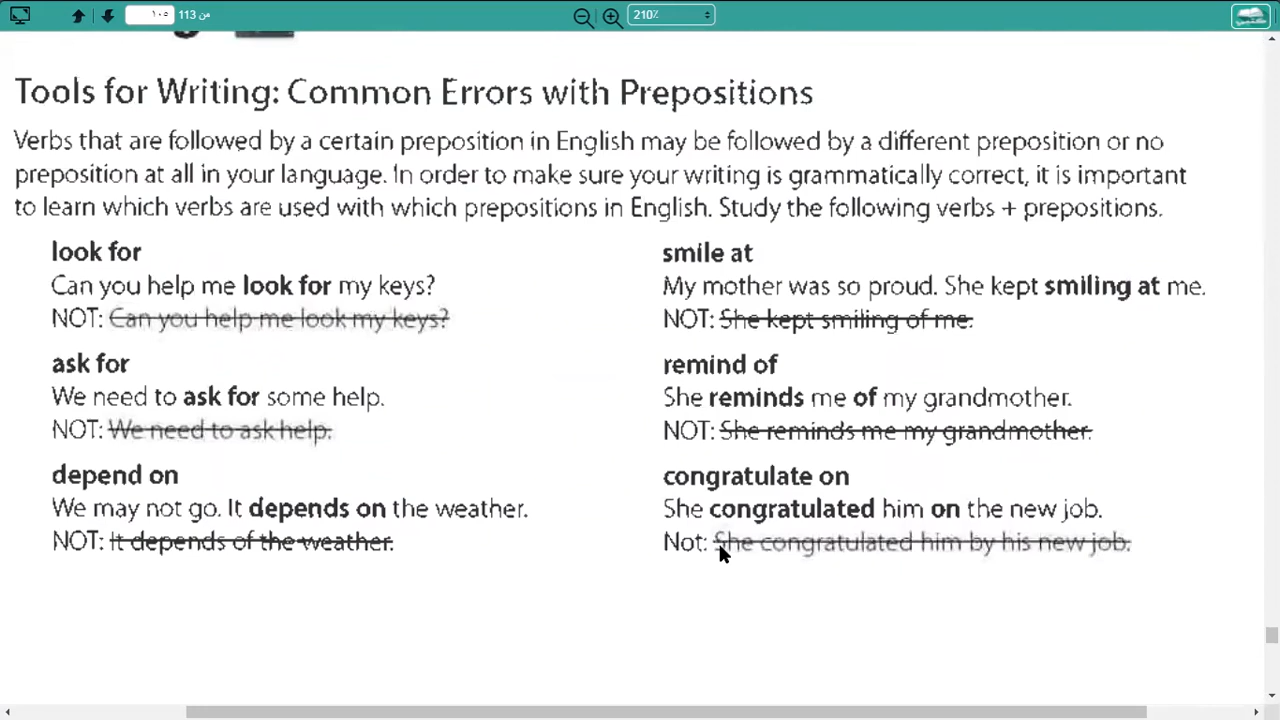 113 من
١٠٥
210٪
Tools for Writing: Common Errors with Prepositions
Verbs that are followed by a certain preposition in English may be followed by a different preposition or no
preposition at all in your language. In order to make sure your writing is grammatically correct, it is important
to learn which verbs are used with which prepositions in English. Study the following verbs + prepositions.
look for
Can you help me look for my keys?
NOT: Can you help me look my keys?
ask for
We need to ask for some help.
NOT: We need to ask help.
depend on
We may not go. It depends on the weather.
NOT: It depends of the weather.
smile at
My mother was so proud. She kept smiling at me.
NOT: She kept smiling of me.
remind of
She reminds me of my grandmother.
NOT: She reminds me my grandmother.
congratulate on
She congratulated him on the new job.
Not: She congratulated him by his new job.